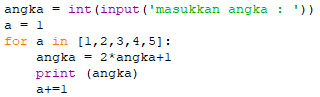 angka = int(input('masukkan angka : '))
a = 1
for a in [1,2,3,4,5]:
    angka = 2*angka+1
    print (angka)
    a+=1